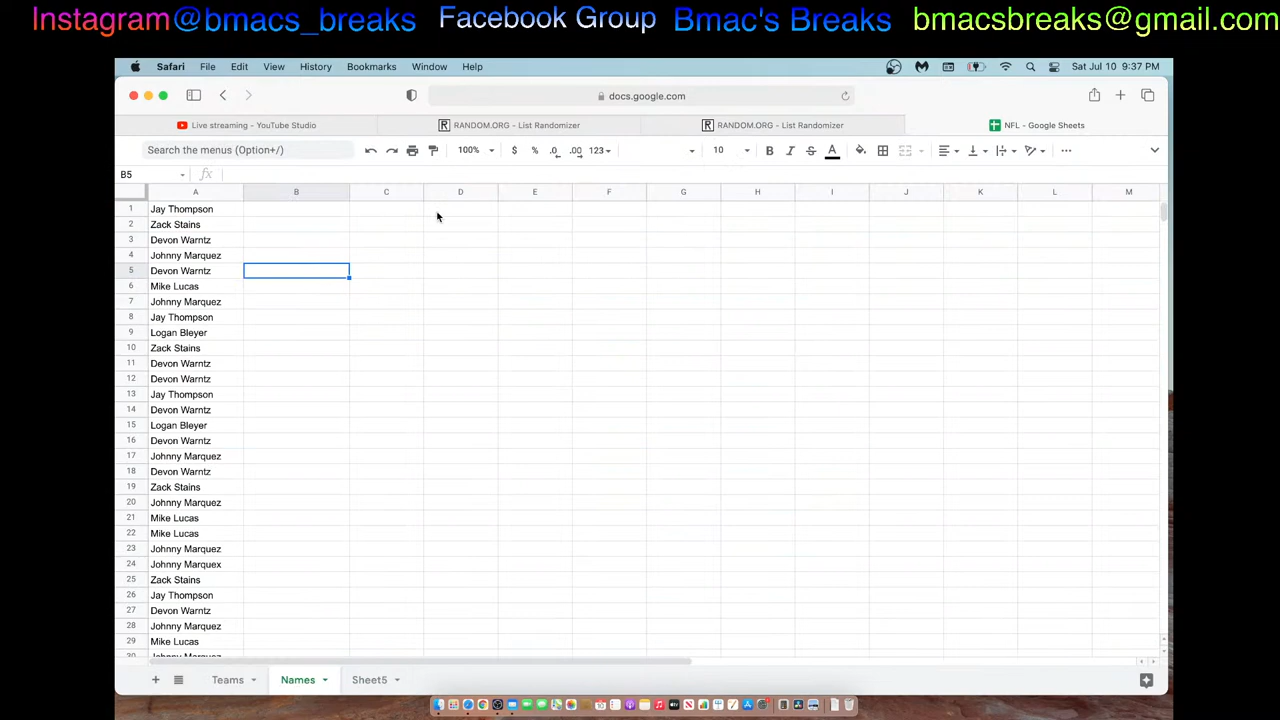 Instagram@bmacs_breaks Facebook Group Bmac's Breaks bmacsbreaks@gmail.com
Safari File Edit View History Bookmarks Window Help Sat Jul 10 9:37 PM
docs.google.com
Live streaming - YouTube Studio RANDOM.ORG - List Randomizer RANDOM.ORG - List Randomizer NFL - Google Sheets
Search the menus (Option+/) 100% $ % .0 .00 123 10 B I S A
B5 fx
A B C D E F G H I J K L M
1 Jay Thompson
2 Zack Stains
3 Devon Warntz
4 Johnny Marquez
5 Devon Warntz
6 Mike Lucas
7 Johnny Marquez
8 Jay Thompson
9 Logan Bleyer
10 Zack Stains
11 Devon Warntz
12 Devon Warntz
13 Jay Thompson
14 Devon Warntz
15 Logan Bleyer
16 Devon Warntz
17 Johnny Marquez
18 Devon Warntz
19 Zack Stains
20 Johnny Marquez
21 Mike Lucas
22 Mike Lucas
23 Johnny Marquez
24 Johnny Marquex
25 Zack Stains
26 Jay Thompson
27 Devon Warntz
28 Johnny Marquez
29 Mike Lucas
30 Johnny Marquez
+ Teams Names Sheet5